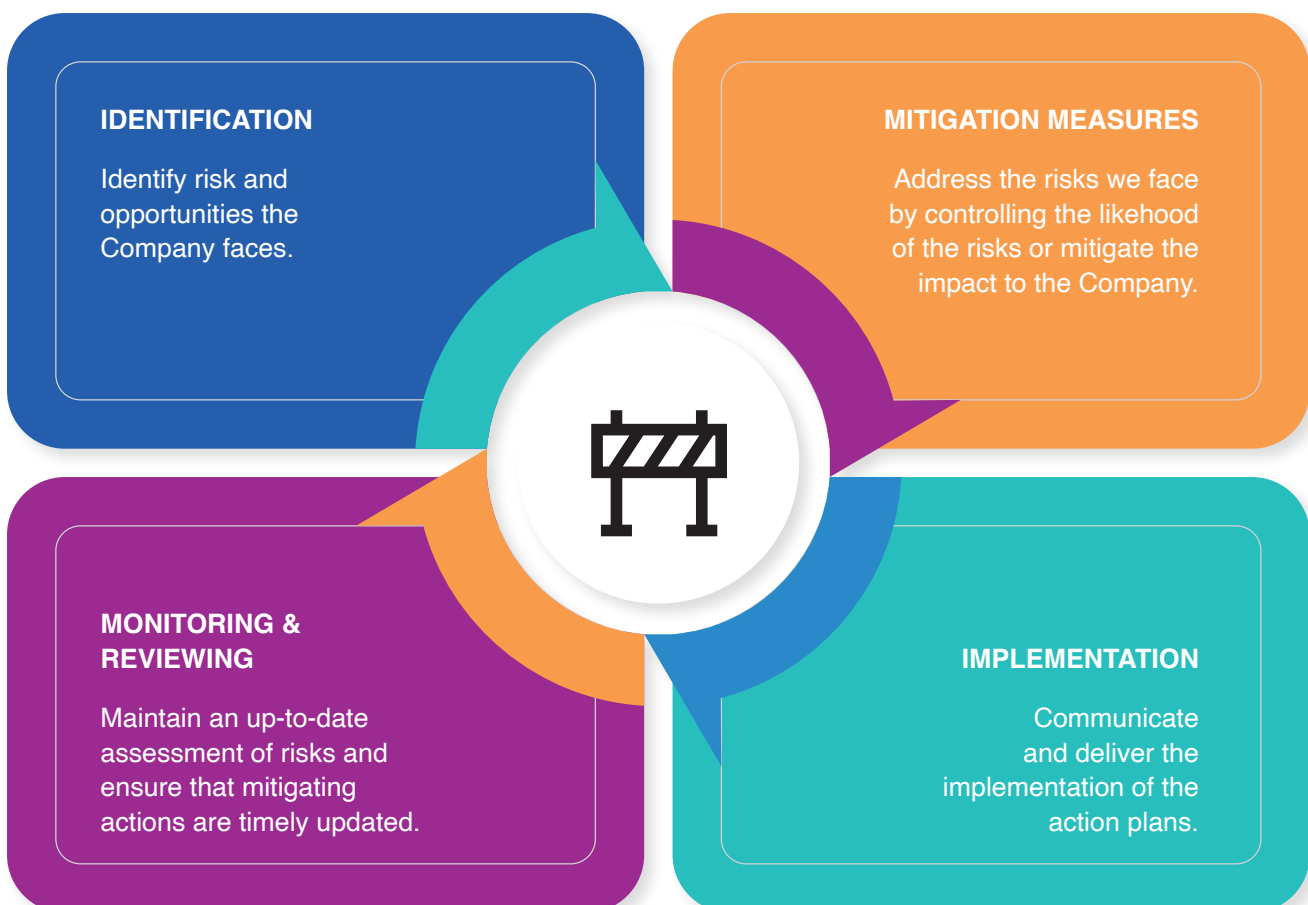 IDENTIFICATION
Identify risk and
opportunities the
Company faces.
MITIGATION MEASURES
Address the risks we face
by controlling the likehood
of the risks or mitigate the
impact to the Company.
MONITORING &
REVIEWING
Maintain an up-to-date
assessment of risks and
ensure that mitigating
actions are timely updated.
IMPLEMENTATION
Communicate
and deliver the
implementation of the
action plans.